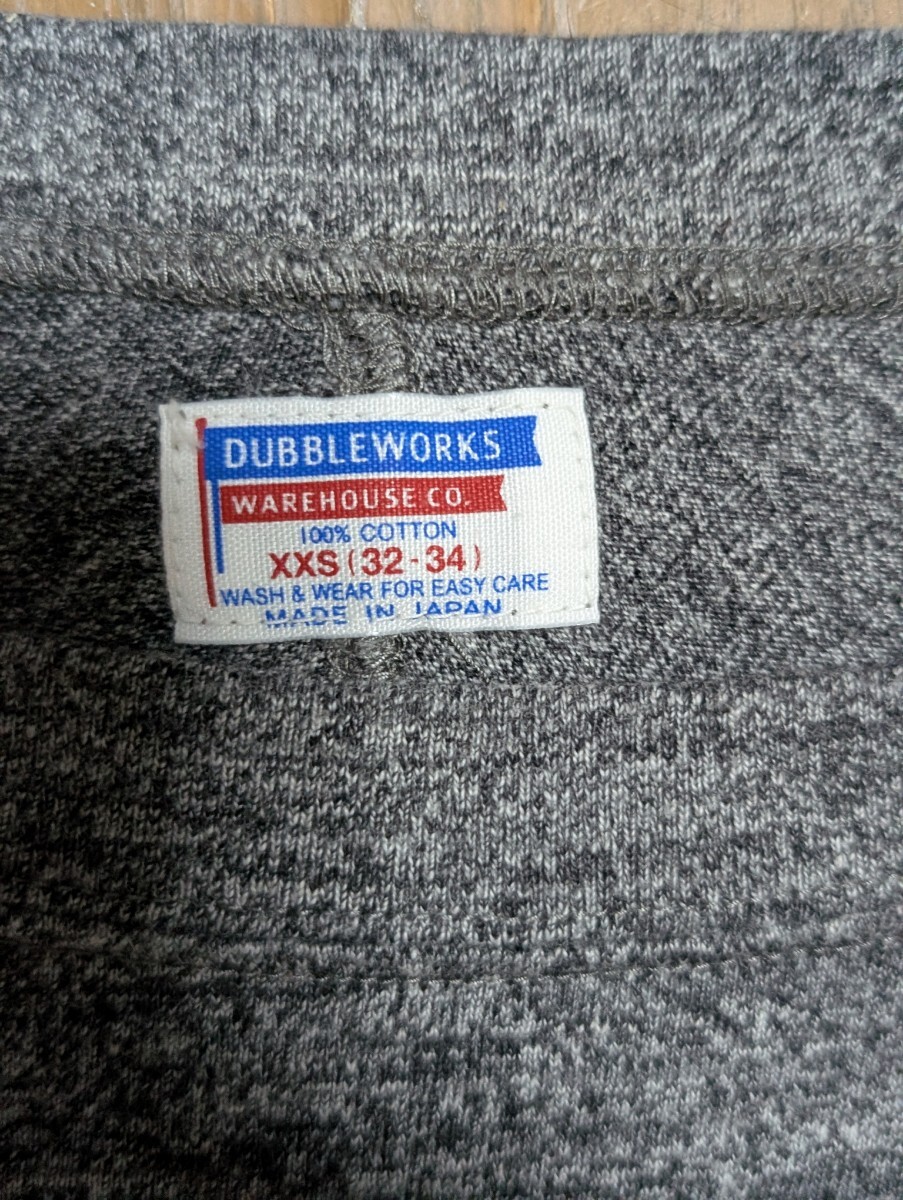 DUBBLEWORKS
WAREHOUSE CO.
100% COTTON
XXS (32-34)
WASH & WEAR FOR EASY CARE
MADE IN JAPAN